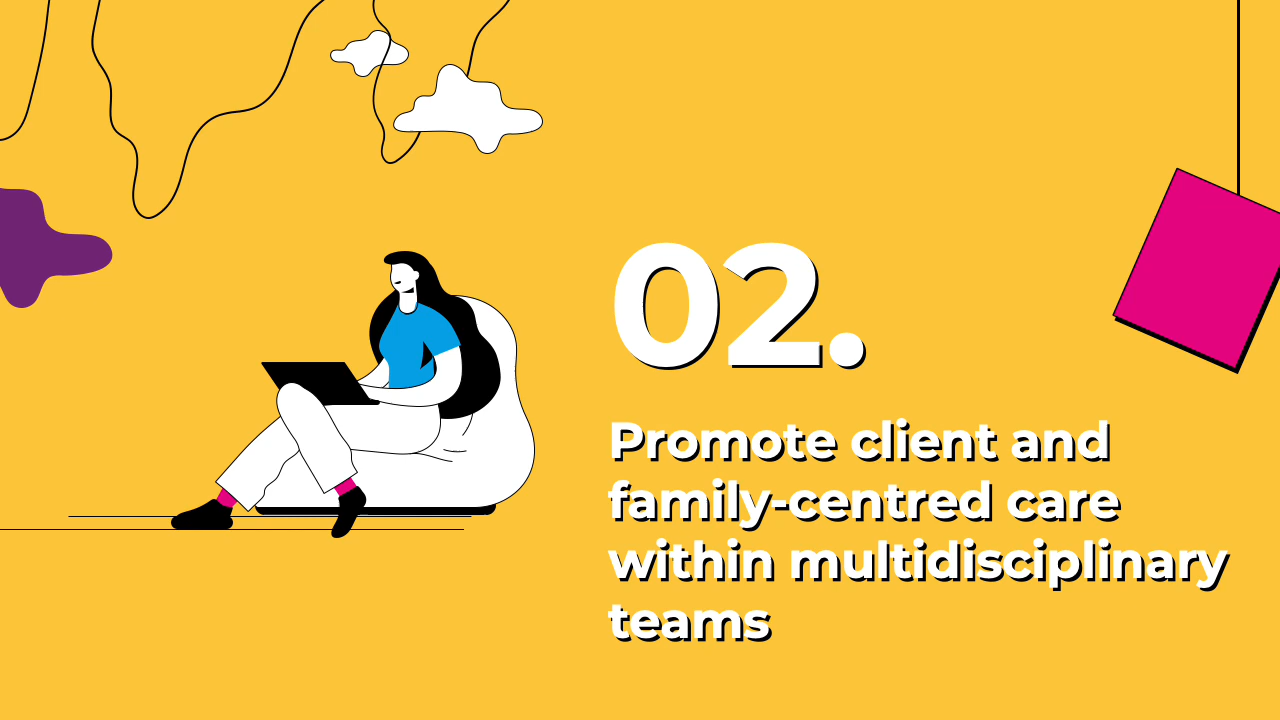 02.
Promote client and
family-centred care
within multidisciplinary
teams